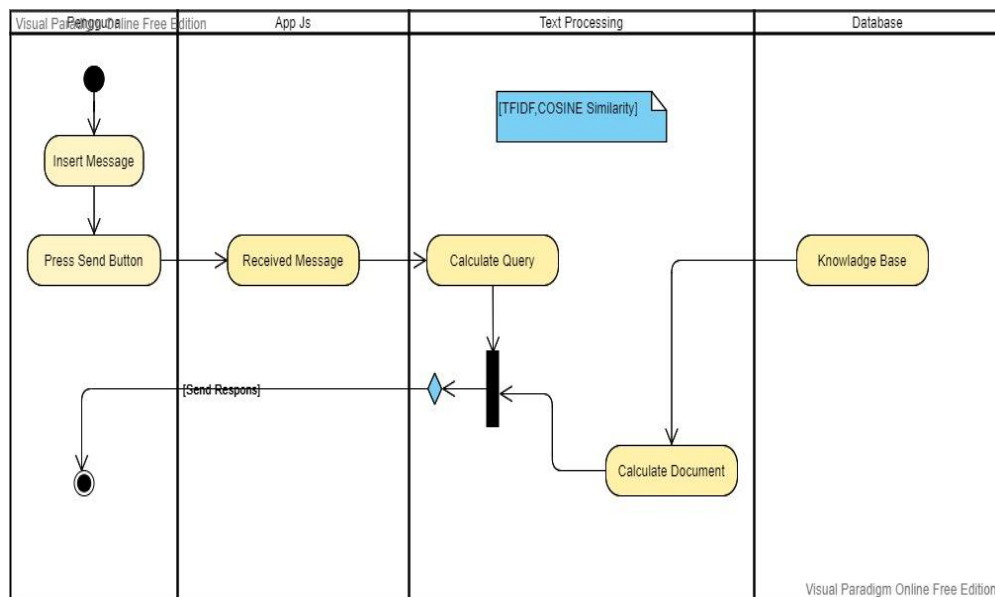 Visual Paradigm Online Free Edition
Pengguna
App Js
Text Processing
Database
[TFIDF,COSINE Similarity]
Insert Message
Press Send Button
Received Message
Calculate Query
Knowladge Base
[Send Respons]
Calculate Document
Visual Paradigm Online Free Edition